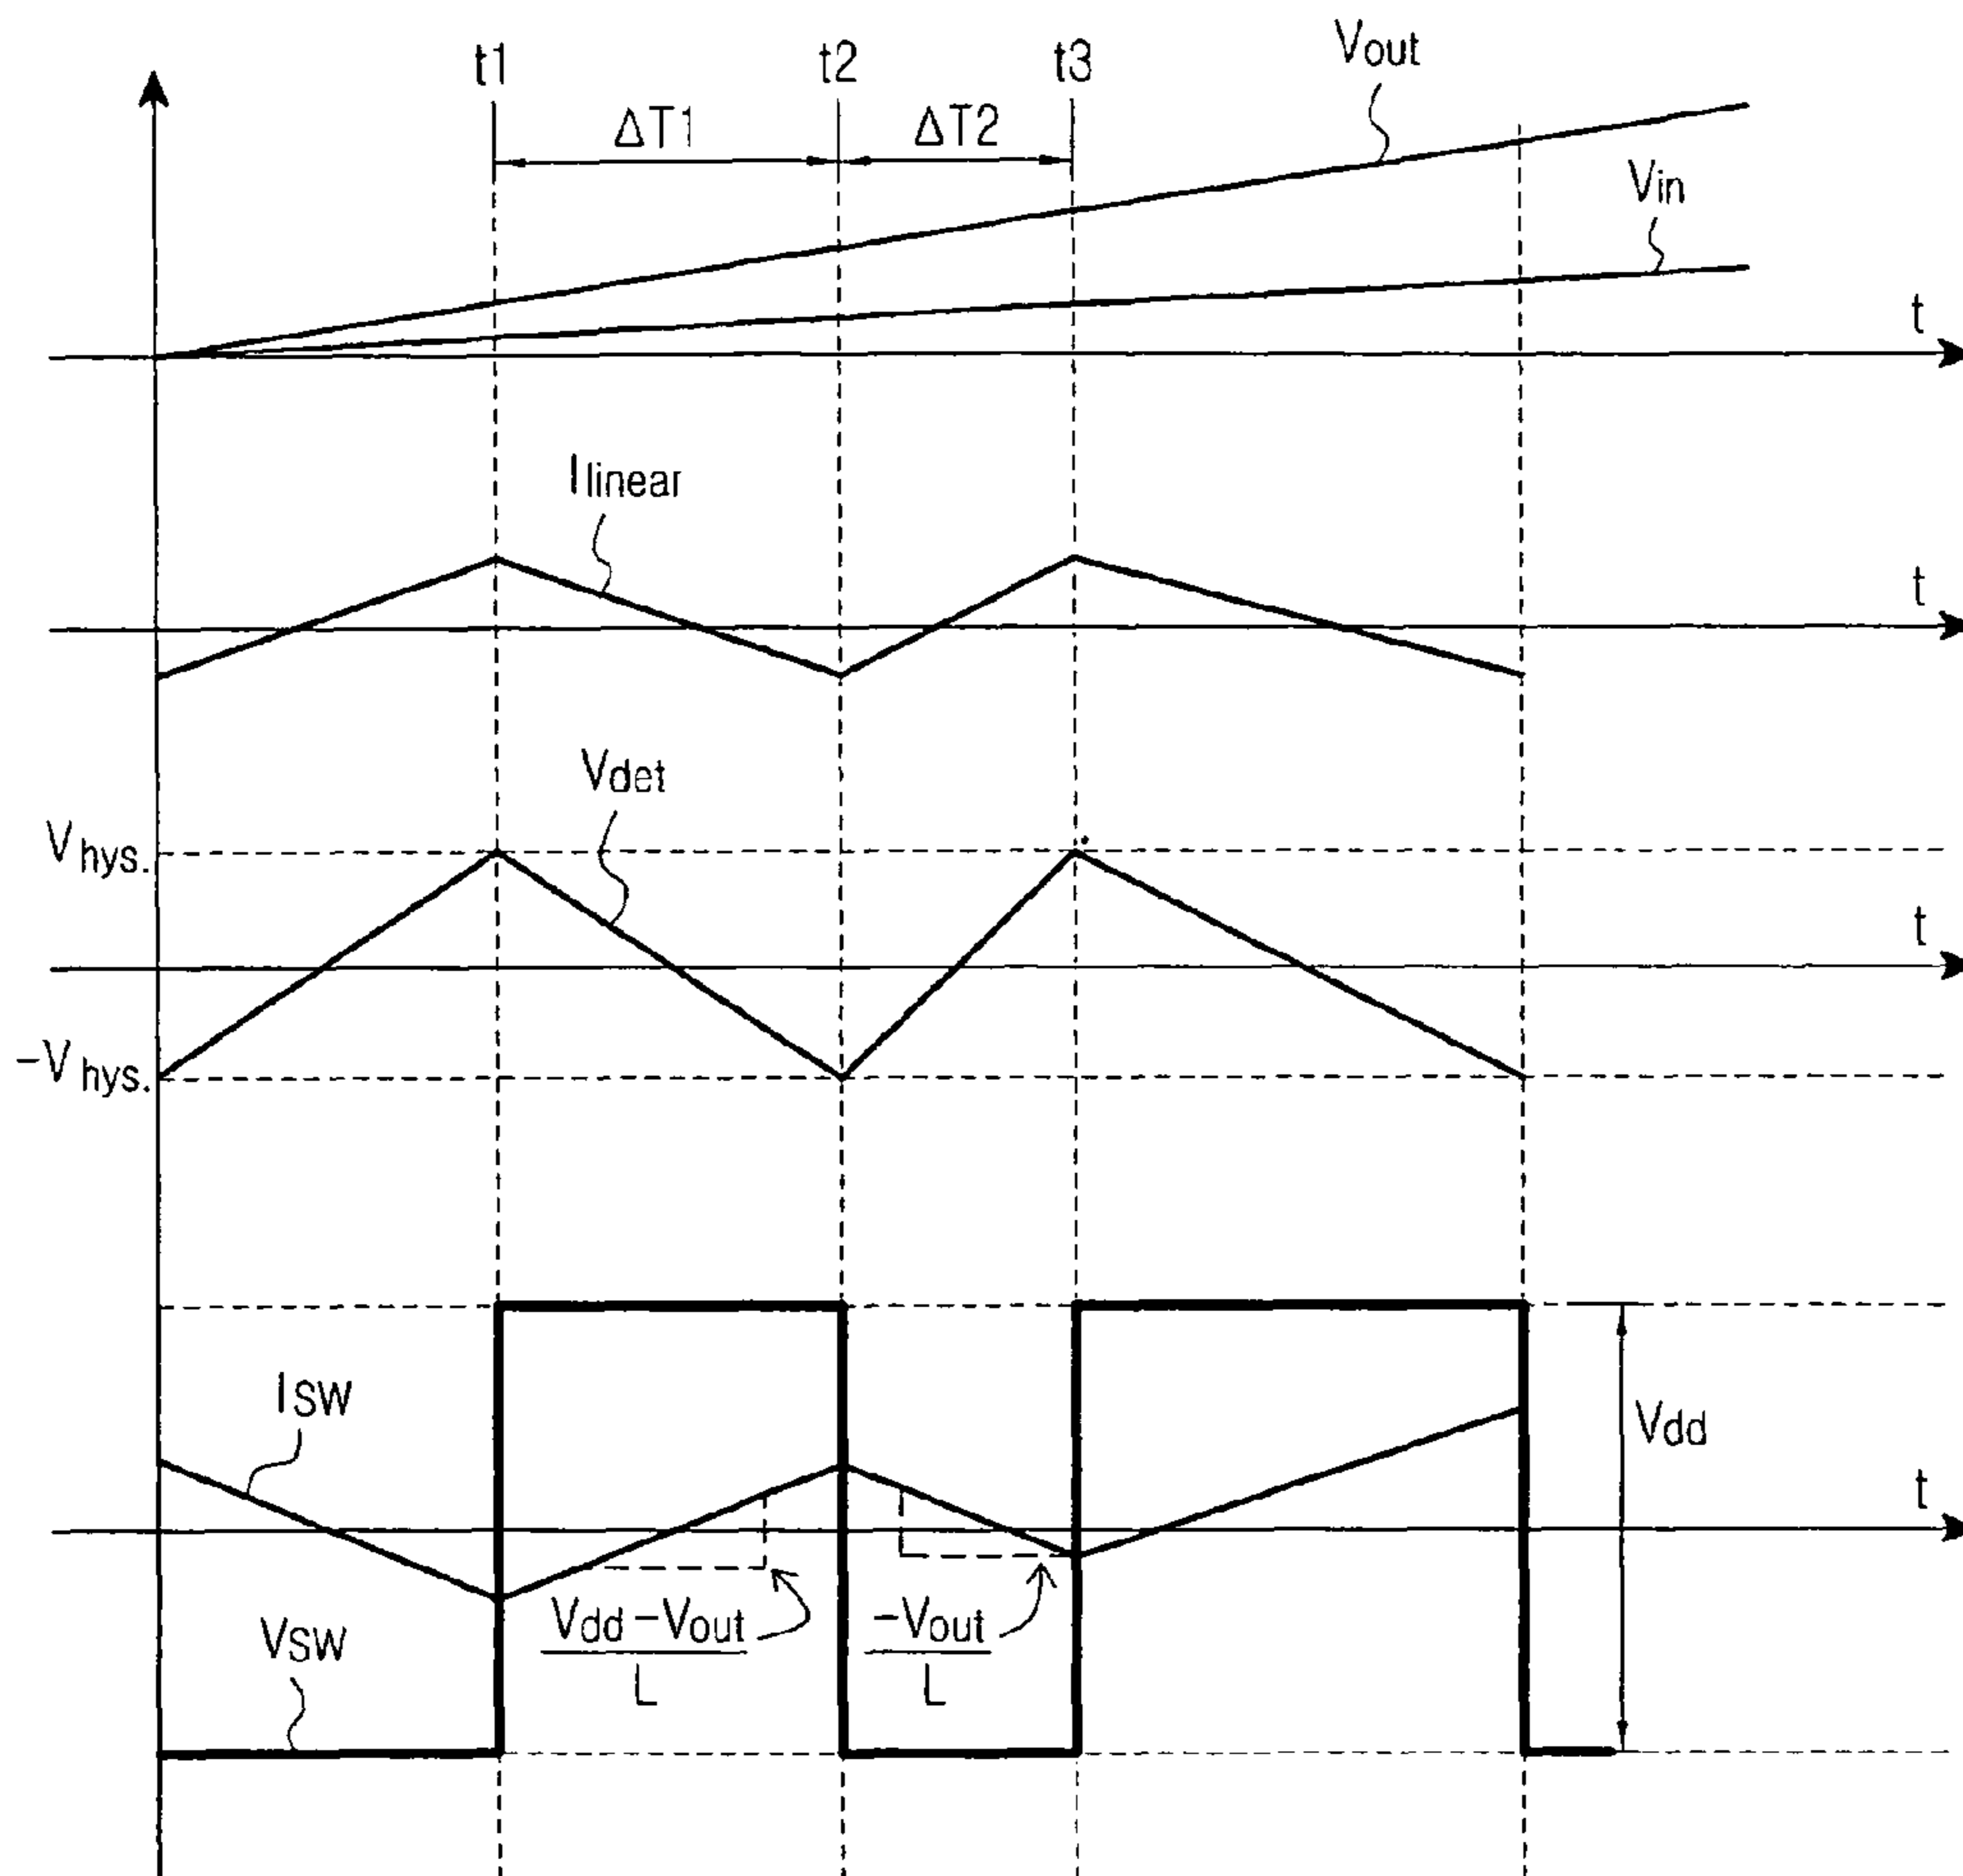 t1 t2 t3 Vout
ΔT1 ΔT2
Vin
t
Ilinear
t
Vdet
Vhys.
t
-Vhys.
ISW
Vdd
t
Vdd-Vout
L
-Vout
L
VSW